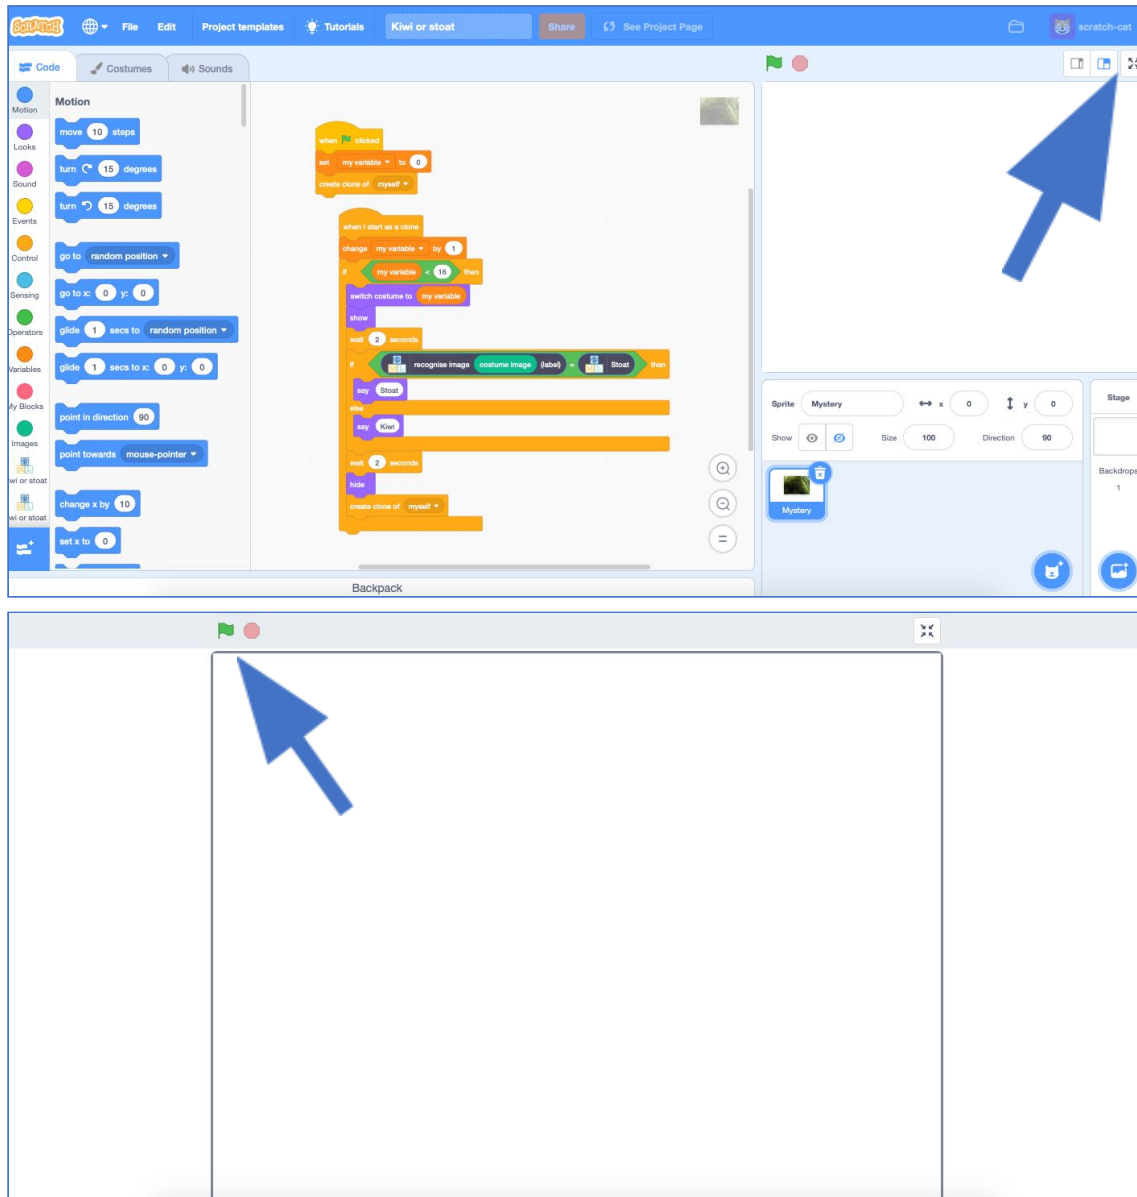 SCRATCH File Edit Project templates Tutorials Kiwi or stoat Share See Project Page scratch-cat
Code Costumes Sounds
Motion
Looks
Sound
Events
Control
Sensing
Operators
Variables
My Blocks
Images
wi or stoat
wi or stoat
Motion
move 10 steps
turn 15 degrees
turn 15 degrees
go to random position
go to x: 0 y: 0
glide 1 secs to random position
glide 1 secs to x: 0 y: 0
point in direction 90
point towards mouse-pointer
change x by 10
set x to 0
when clicked
set my variable to 0
create clone of myself
when I start as a clone
change my variable by 1
if my variable < 16 then
switch costume to my variable
show
wait 2 seconds
if recognise image costume image (label) = Stoat then
say Stoat
else
say Kiwi
wait 2 seconds
hide
create clone of myself
=
Backpack
Sprite Mystery x 0 y 0
Show Size 100 Direction 90
Mystery
Stage
Backdrops
1